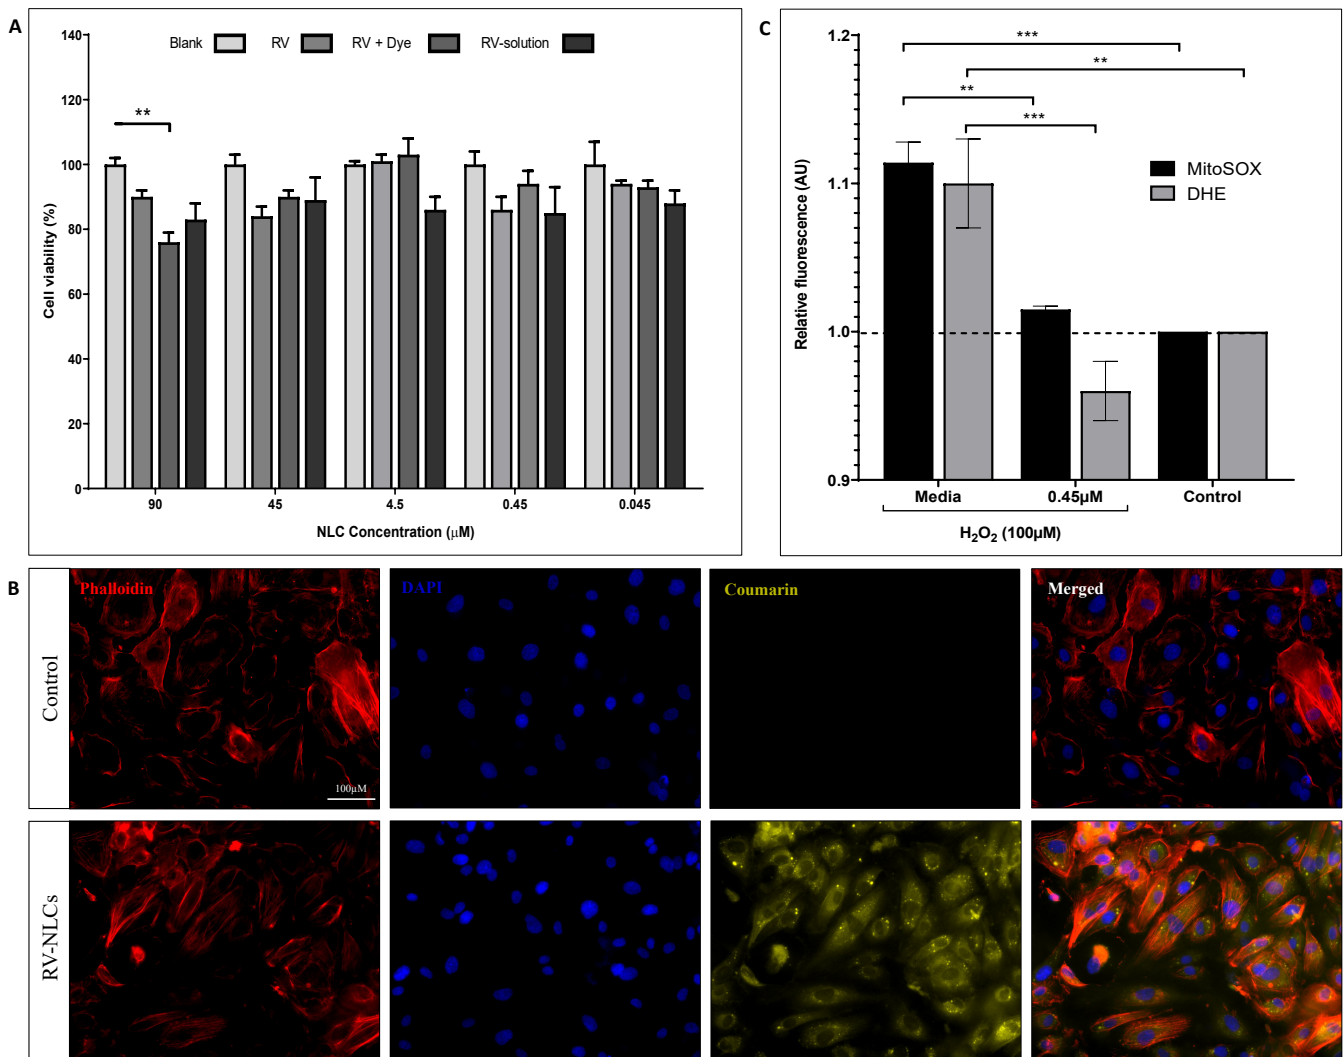 A
140
120
100
80
60
40
20
0
Cell viability (%)
Blank RV RV + Dye RV-solution
**
90 45 4.5 0.45 0.045
NLC Concentration (μM)
C
1.2
1.1
1.0
0.9
Relative fluorescence (AU)
***
**
**
***
MitoSOX
DHE
Media 0.45μM Control
H₂O₂ (100μM)
B
Phalloidin DAPI Coumarin Merged
Control
100μM
RV-NLCs